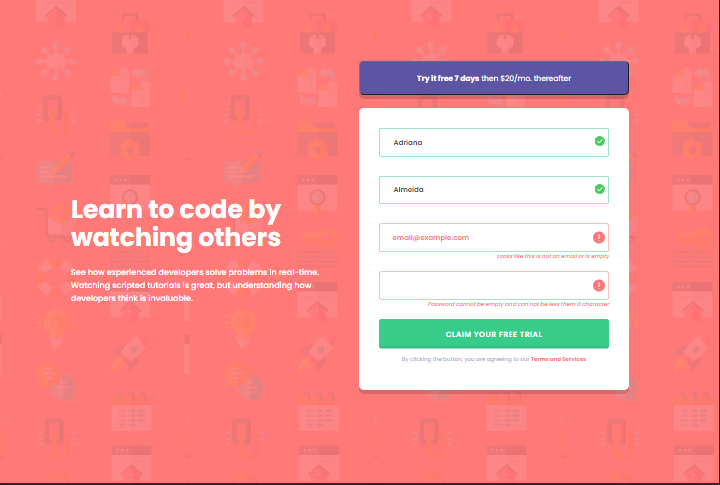 Try it free 7 days then $20/mo. thereafter
Adriana
Almeida
Learn to code by
watching others
email@example.com
Looks like this is not an email or is empty
See how experienced developers solve problems in real-time.
Watching scripted tutorials is great, but understanding how
developers think is invaluable.
Password cannot be empty and can not be less them 8 character
CLAIM YOUR FREE TRIAL
By clicking the button, you are agreeing to our Terms and Services